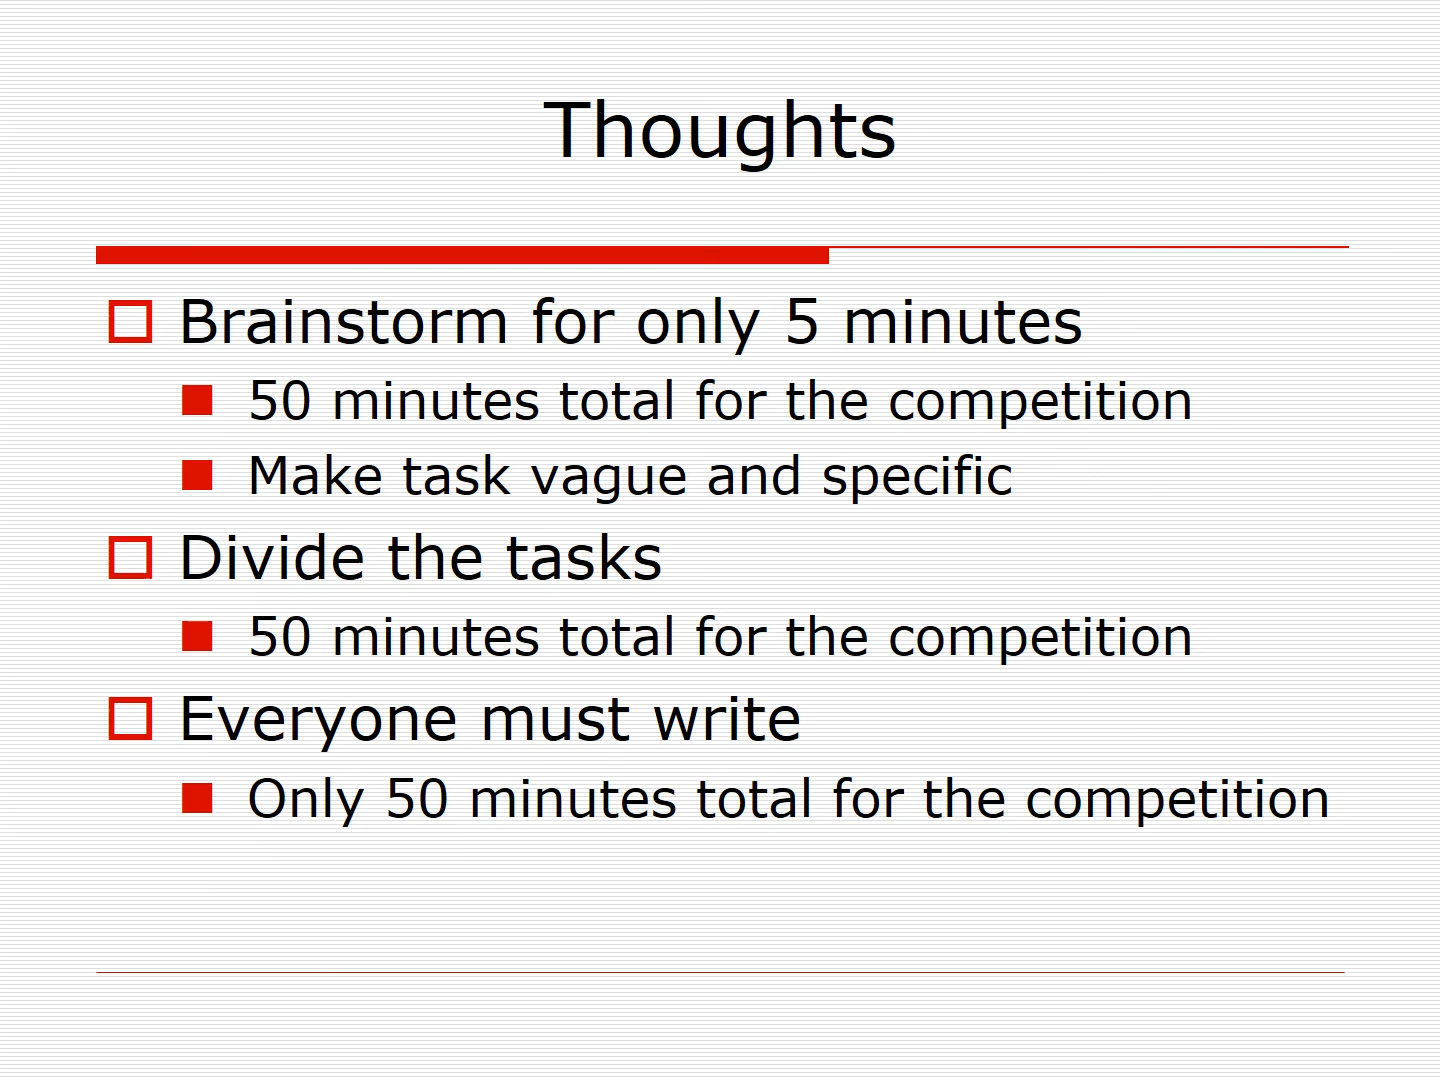 Thoughts
Brainstorm for only 5 minutes
50 minutes total for the competition
Make task vague and specific
Divide the tasks
50 minutes total for the competition
Everyone must write
Only 50 minutes total for the competition